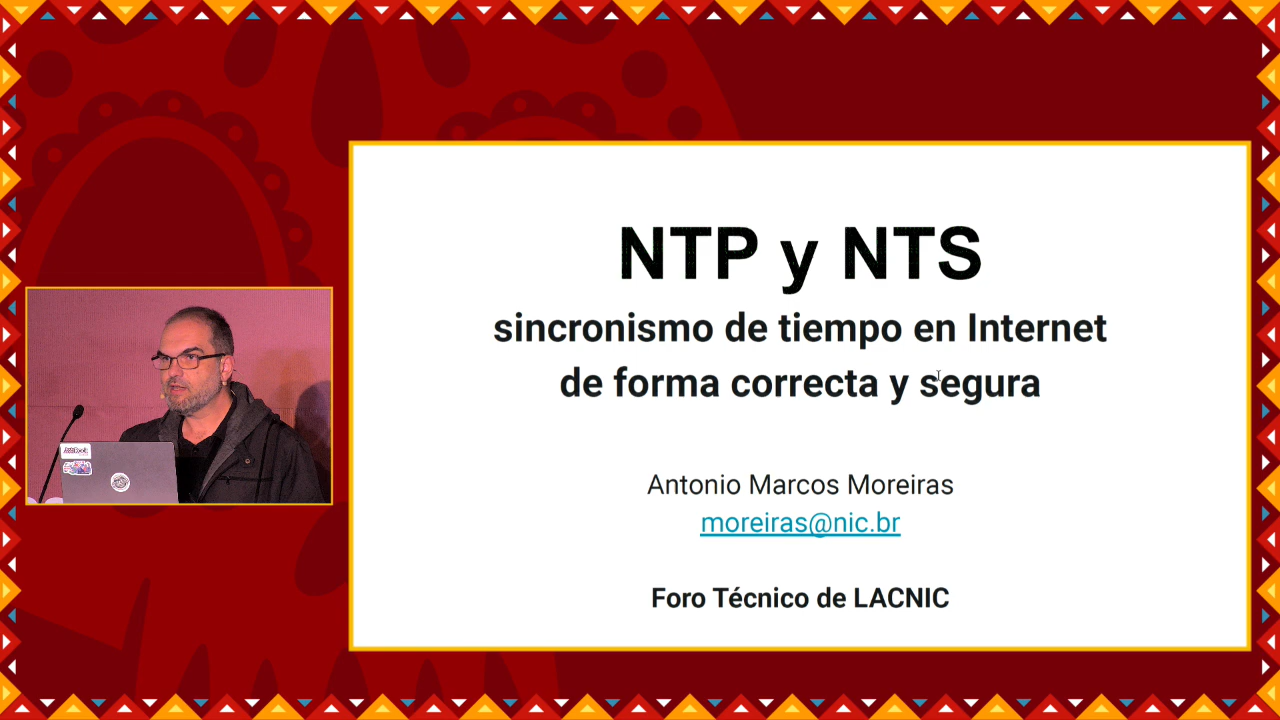 NTP y NTS
sincronismo de tiempo en Internet
de forma correcta y segura
Antonio Marcos Moreiras
moreiras@nic.br
Foro Técnico de LACNIC